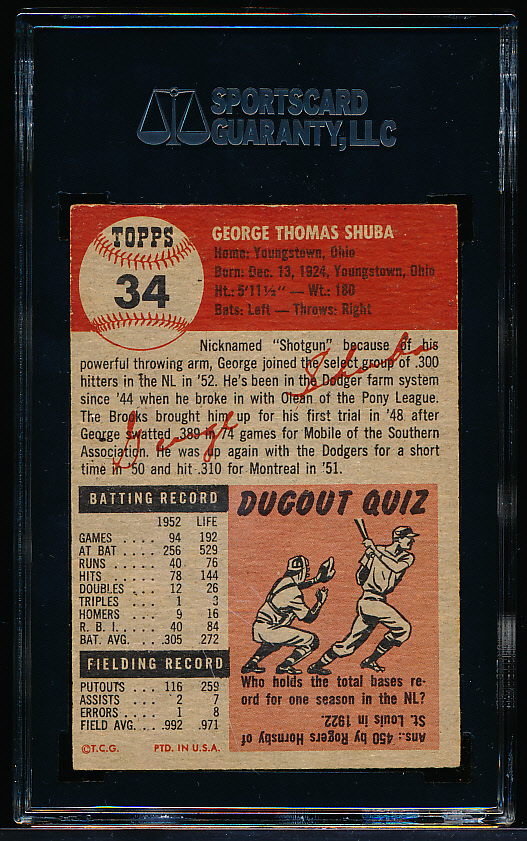 SPORTSCARD
GUARANTY, LLC
TOPPS
34
GEORGE THOMAS SHUBA
Home: Youngstown, Ohio
Born: Dec. 13, 1924, Youngstown, Ohio
Ht.: 5'11½" — Wt.: 180
Bats: Left — Throws: Right
Nicknamed "Shotgun" because of his
powerful throwing arm, George joined the select group of .300
hitters in the NL in '52. He's been in the Dodger farm system
since '44 when he broke in with Olean of the Pony League.
The Brooks brought him up for his first trial in '48 after
George swatted .389 in 74 games for Mobile of the Southern
Association. He was up again with the Dodgers for a short
time in '50 and hit .310 for Montreal in '51.
George Shuba
BATTING RECORD
1952 LIFE
GAMES .... 94 192
AT BAT .... 256 529
RUNS ..... 40 76
HITS ..... 78 144
DOUBLES ... 12 26
TRIPLES ... 1 3
HOMERS ... 9 16
R. B. I. .... 40 84
BAT. AVG. .. .305 .272
FIELDING RECORD
PUTOUTS ... 116 259
ASSISTS ... 2 7
ERRORS .... 1 8
FIELD AVG. .. .992 .971
©T.C.G. PTD. IN U.S.A.
DUGOUT QUIZ
Who holds the total bases re-
cord for one season in the NL?
Ans.: 450 by Rogers Hornsby of
St. Louis in 1922.